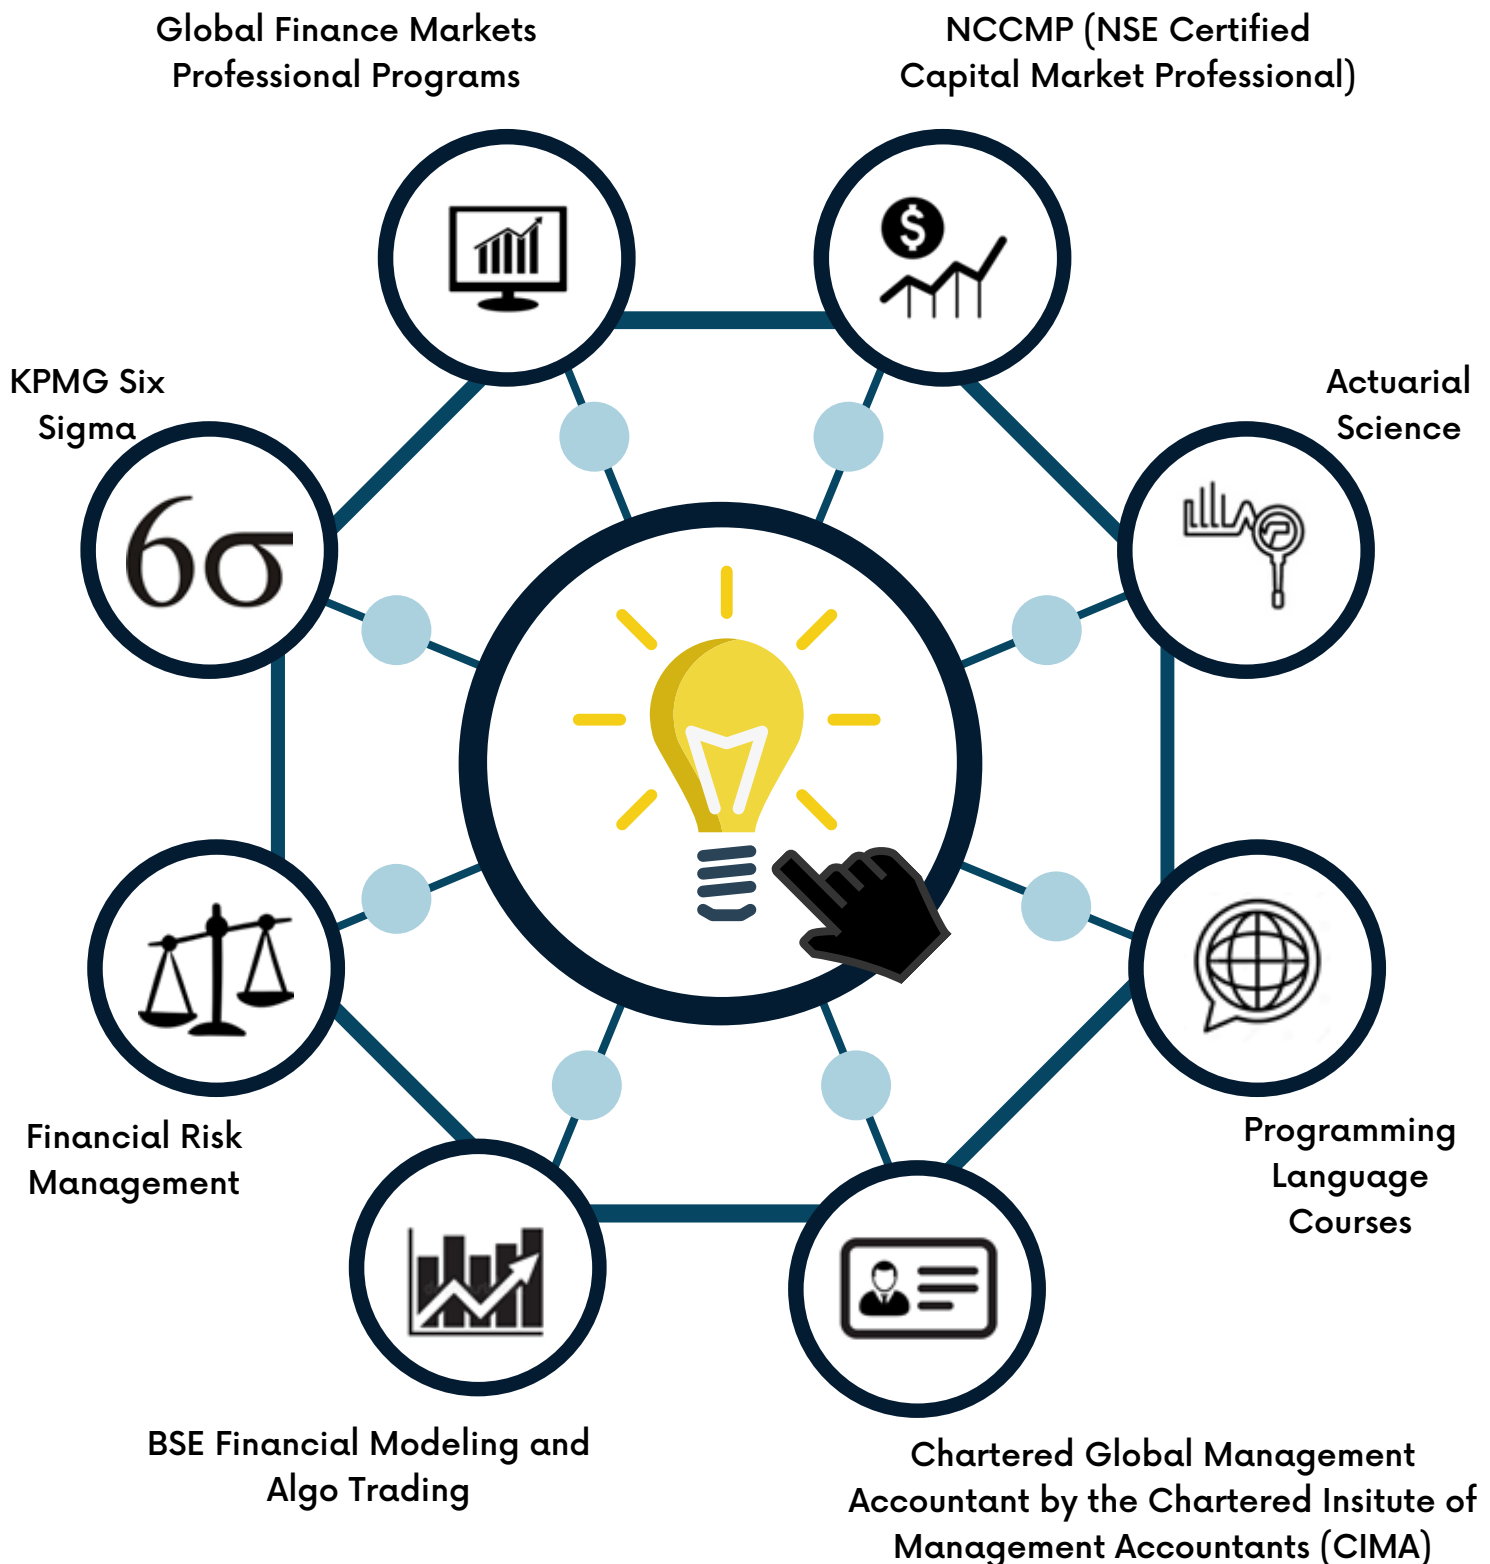 Global Finance Markets
Professional Programs
NCCMP (NSE Certified
Capital Market Professional)
KPMG Six
Sigma
6σ
Actuarial
Science
$
Financial Risk
Management
Programming
Language
Courses
BSE Financial Modeling and
Algo Trading
Chartered Global Management
Accountant by the Chartered Insitute of
Management Accountants (CIMA)